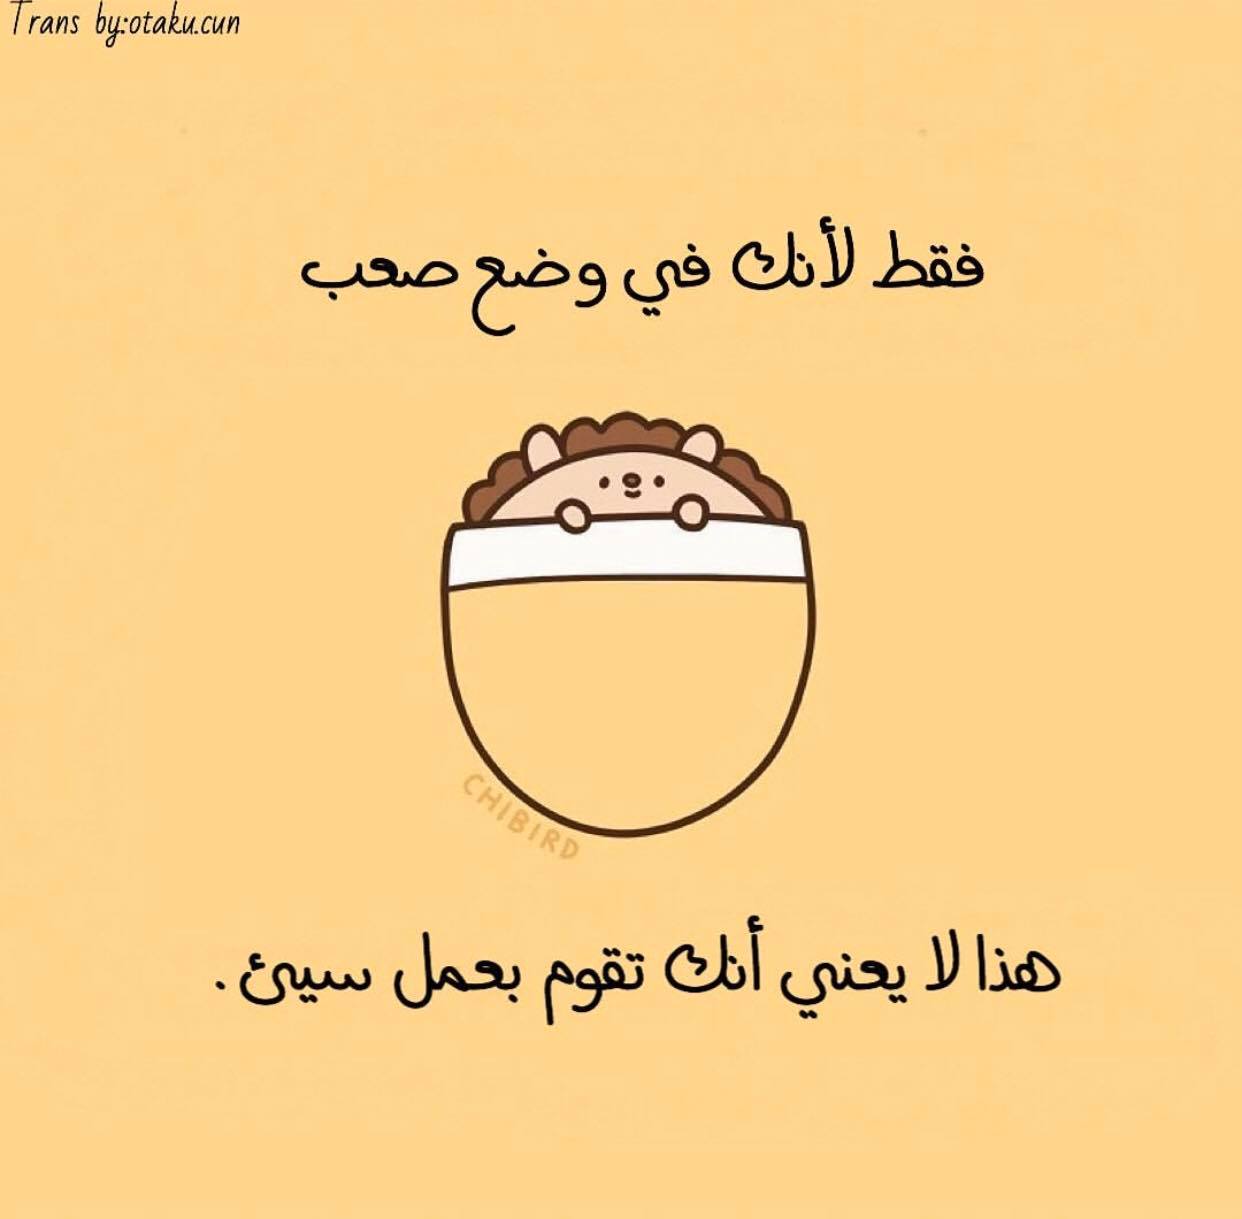 Trans by:otaku.cun
فقط لأنك في وضع صعب
CHIBIRD
هذا لا يعني أنك تقوم بعمل سيئ .